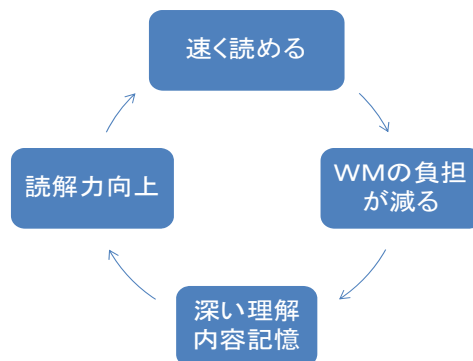 速く読める
WMの負担
が減る
深い理解
内容記憶
読解力向上